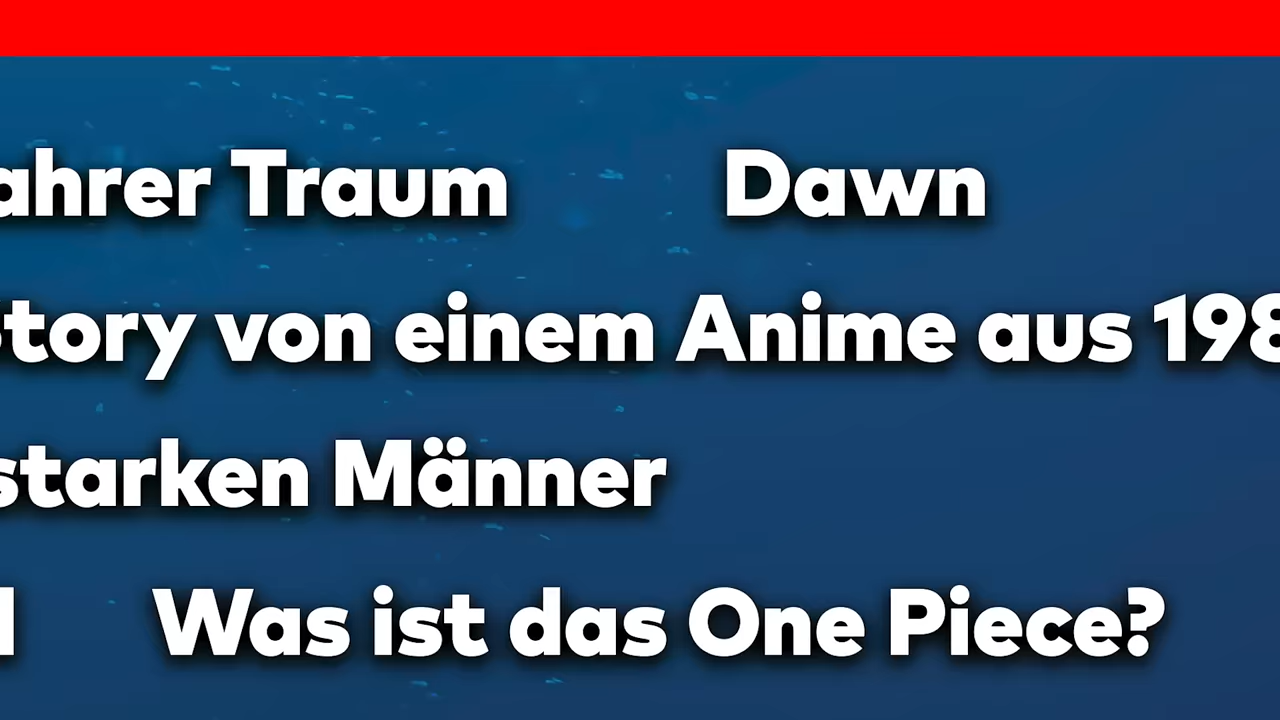 ahrer Traum Dawn
Story von einem Anime aus 198
starken Männer
Was ist das One Piece?